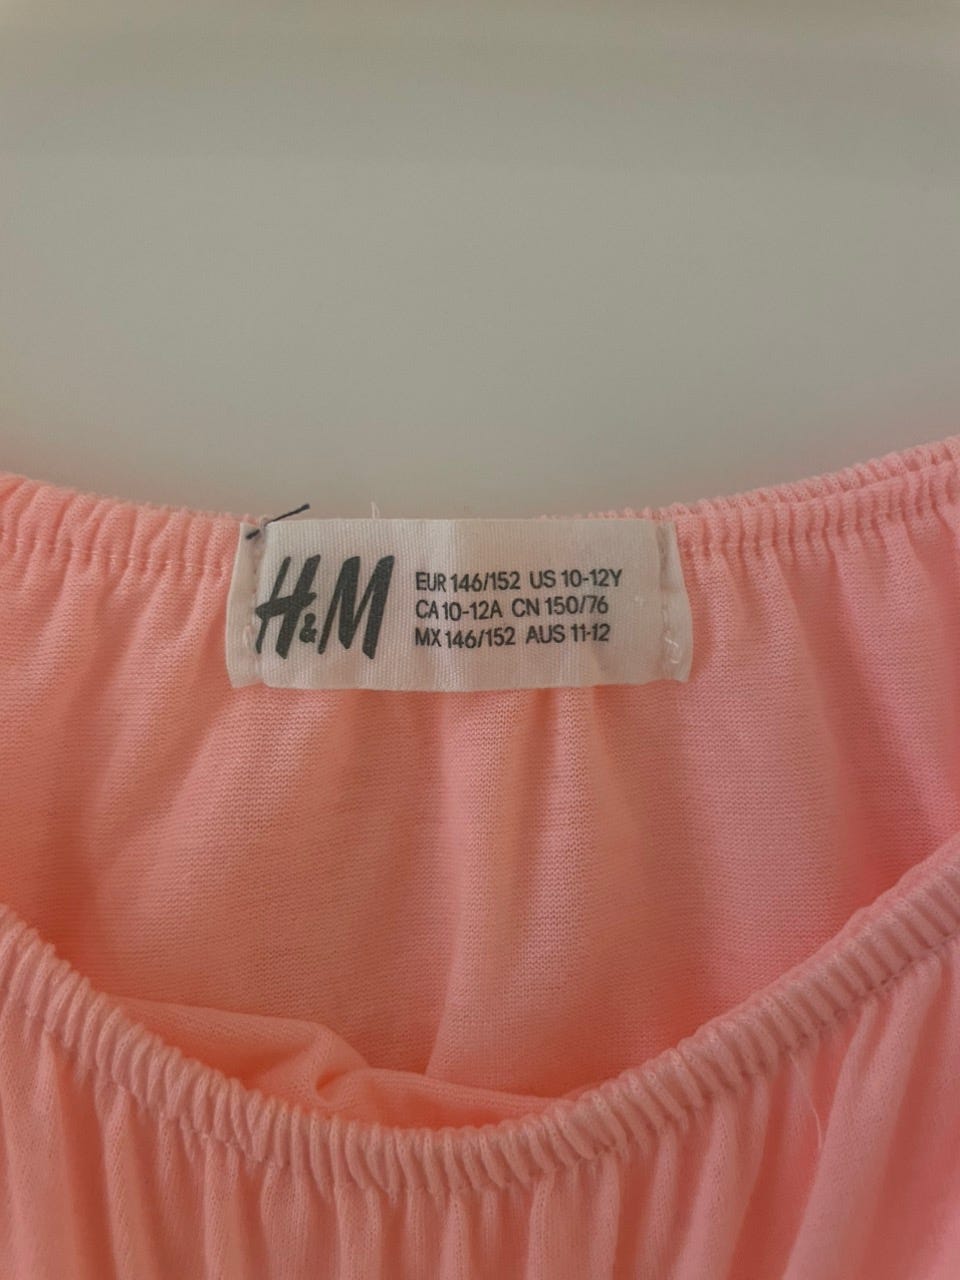 H&M
EUR 146/152 US 10-12Y
CA 10-12A CN 150/76
MX 146/152 AUS 11-12